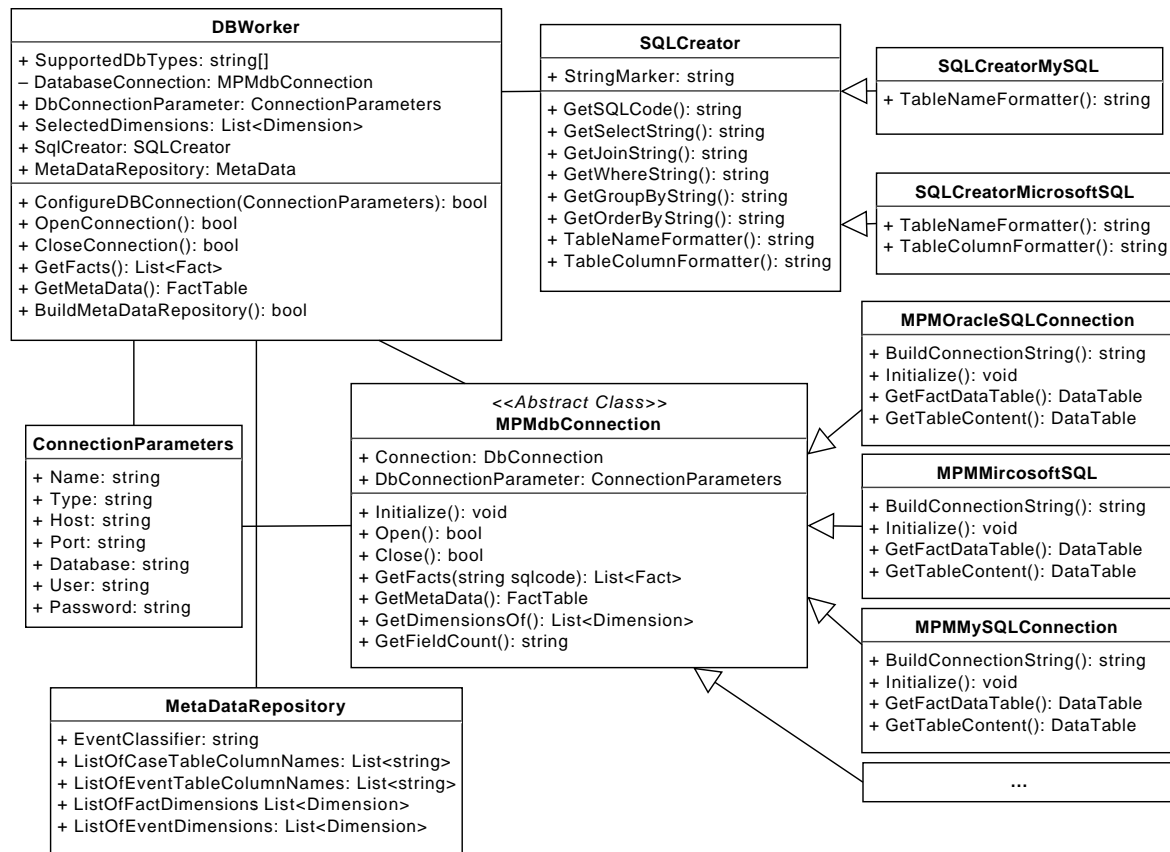 DBWorker
+ SupportedDbTypes: string[]
– DatabaseConnection: MPMdbConnection
+ DbConnectionParameter: ConnectionParameters
+ SelectedDimensions: List<Dimension>
+ SqlCreator: SQLCreator
+ MetaDataRepository: MetaData
+ ConfigureDBConnection(ConnectionParameters): bool
+ OpenConnection(): bool
+ CloseConnection(): bool
+ GetFacts(): List<Fact>
+ GetMetaData(): FactTable
+ BuildMetaDataRepository(): bool
SQLCreator
+ StringMarker: string
+ GetSQLCode(): string
+ GetSelectString(): string
+ GetJoinString(): string
+ GetWhereString(): string
+ GetGroupByString(): string
+ GetOrderByString(): string
+ TableNameFormatter(): string
+ TableColumnFormatter(): string
SQLCreatorMySQL
+ TableNameFormatter(): string
SQLCreatorMicrosoftSQL
+ TableNameFormatter(): string
+ TableColumnFormatter(): string
MPMOracleSQLConnection
+ BuildConnectionString(): string
+ Initialize(): void
+ GetFactDataTable(): DataTable
+ GetTableContent(): DataTable
<<Abstract Class>>
MPMdbConnection
+ Connection: DbConnection
+ DbConnectionParameter: ConnectionParameters
+ Initialize(): void
+ Open(): bool
+ Close(): bool
+ GetFacts(string sqlcode): List<Fact>
+ GetMetaData(): FactTable
+ GetDimensionsOf(): List<Dimension>
+ GetFieldCount(): string
ConnectionParameters
+ Name: string
+ Type: string
+ Host: string
+ Port: string
+ Database: string
+ User: string
+ Password: string
MPMMircosoftSQL
+ BuildConnectionString(): string
+ Initialize(): void
+ GetFactDataTable(): DataTable
+ GetTableContent(): DataTable
MPMMySQLConnection
+ BuildConnectionString(): string
+ Initialize(): void
+ GetFactDataTable(): DataTable
+ GetTableContent(): DataTable
...
MetaDataRepository
+ EventClassifier: string
+ ListOfCaseTableColumnNames: List<string>
+ ListOfEventTableColumnNames: List<string>
+ ListOfFactDimensions List<Dimension>
+ ListOfEventDimensions: List<Dimension>